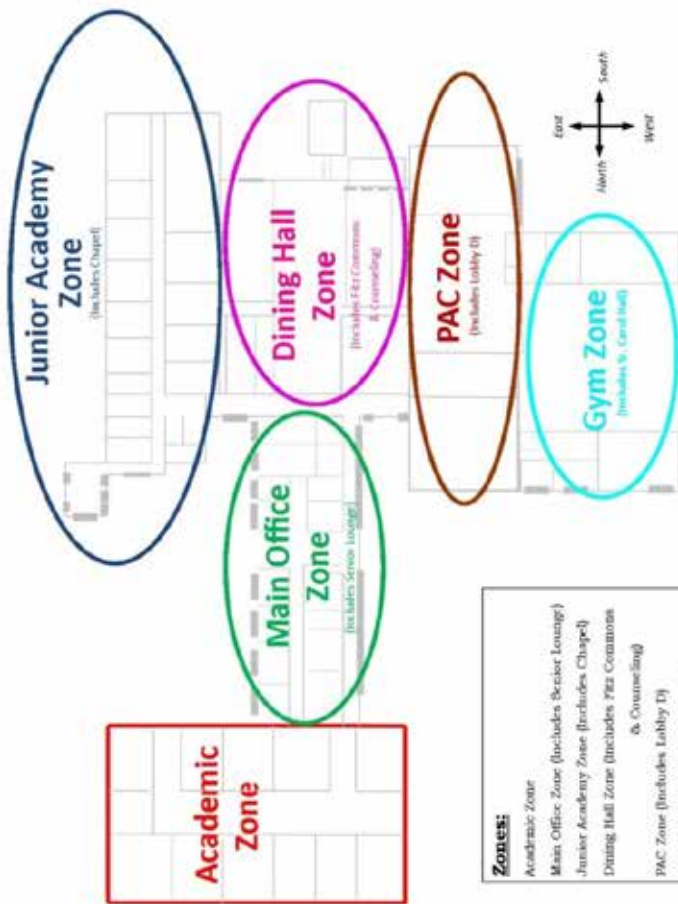 Junior Academy
Zone
(Includes Chapel)
Academic
Zone
Main Office
Zone
(Includes Senior Lounge)
Dining Hall
Zone
(Includes Fitz Commons
& Counseling)
PAC Zone
(Includes Lobby D)
Gym Zone
(Includes Sr. Carol Hall)
East
North
South
West
Zones:
Academic Zone
Main Office Zone (Includes Senior Lounge)
Junior Academy Zone (Includes Chapel)
Dining Hall Zone (Includes Fitz Commons
& Counseling)
PAC Zone (Includes Lobby D)